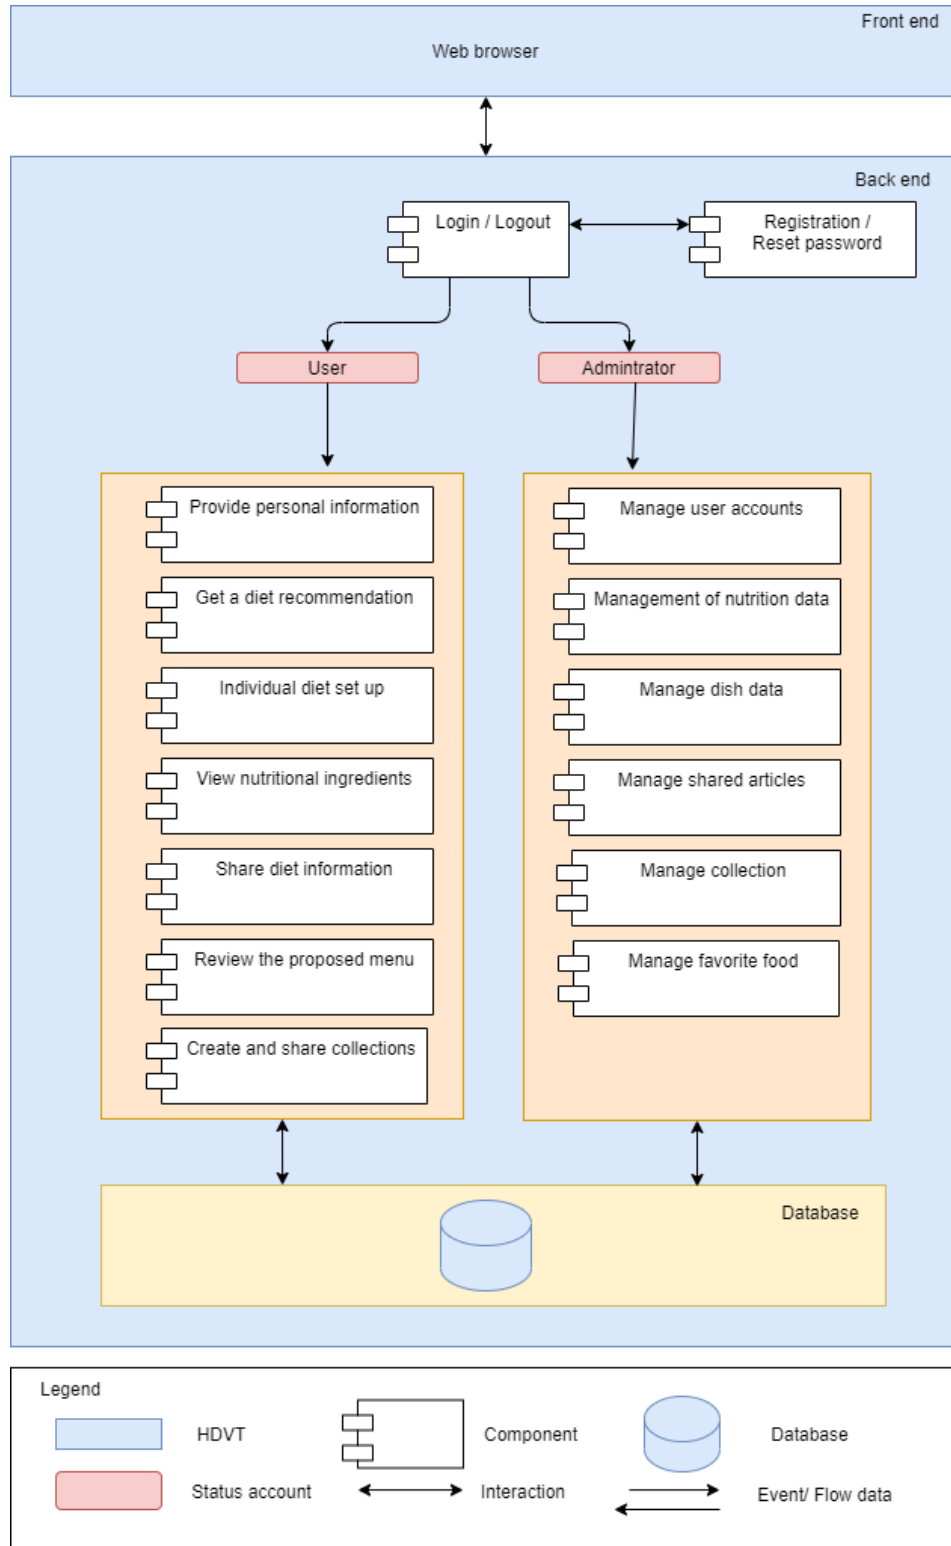 Front end
Web browser
Back end
Login / Logout
Registration /
Reset password
User
Admintrator
Provide personal information
Get a diet recommendation
Individual diet set up
View nutritional ingredients
Share diet information
Review the proposed menu
Create and share collections
Manage user accounts
Management of nutrition data
Manage dish data
Manage shared articles
Manage collection
Manage favorite food
Database
Legend
HDVT
Component
Database
Status account
Interaction
Event/ Flow data